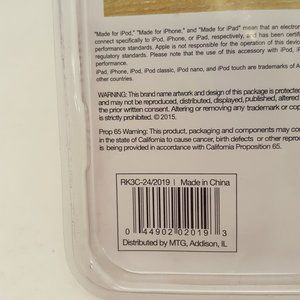 "Made for iPod," "Made for iPhone," and "Made for iPad" mean that an electron
connect specifically to iPod, iPhone, or iPad, respectively, and has been certifie
performance standards. Apple is not responsible for the operation of this devic
regulatory standards. Please note that the use of this accessory with iPod, iP
performance.
iPad, iPhone, iPod, iPod classic, iPod nano, and iPod touch are trademarks of A
other countries.
WARNING: This brand name artwork and design of this package is protected
and may not be reproduced, distributed, displayed, published, altered
the prior written consent. Altering or removing any trademark or copy
is strictly prohibited. © 2015.
Prop 65 Warning: This product, packaging and components may con
in the state of California to cause cancer, birth defects or other reprod
is being provided in accordance with California Proposition 65.
RK3C-24/2019 | Made in China
0 44902 02019 3
Distributed by MTG, Addison, IL